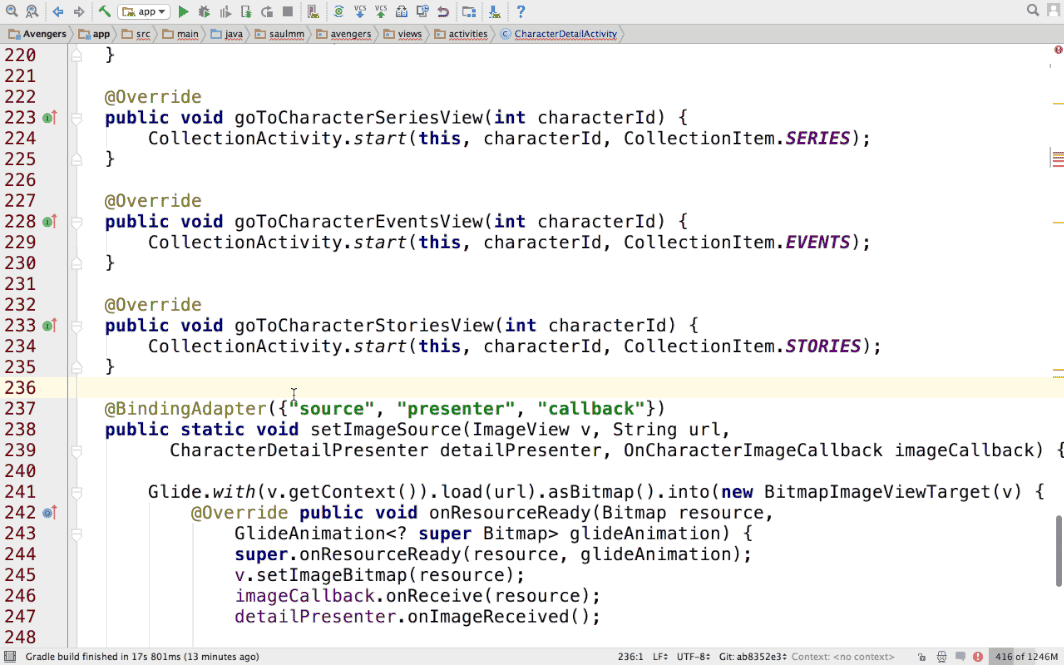 app
Avengers app src main java saulmm avengers views activities CharacterDetailActivity
220 }
221
222 @Override
223 public void goToCharacterSeriesView(int characterId) {
224 CollectionActivity.start(this, characterId, CollectionItem.SERIES);
225 }
226
227 @Override
228 public void goToCharacterEventsView(int characterId) {
229 CollectionActivity.start(this, characterId, CollectionItem.EVENTS);
230 }
231
232 @Override
233 public void goToCharacterStoriesView(int characterId) {
234 CollectionActivity.start(this, characterId, CollectionItem.STORIES);
235 }
236
237 @BindingAdapter({"source", "presenter", "callback"})
238 public static void setImageSource(ImageView v, String url,
239 CharacterDetailPresenter detailPresenter, OnCharacterImageCallback imageCallback) {
240
241 Glide.with(v.getContext()).load(url).asBitmap().into(new BitmapImageViewTarget(v) {
242 @Override public void onResourceReady(Bitmap resource,
243 GlideAnimation<? super Bitmap> glideAnimation) {
244 super.onResourceReady(resource, glideAnimation);
245 v.setImageBitmap(resource);
246 imageCallback.onReceive(resource);
247 detailPresenter.onImageReceived();
248
Gradle build finished in 17s 801ms (13 minutes ago) 236:1 LF UTF-8 Git: ab8352e3 Context: <no context> 416 of 1246M